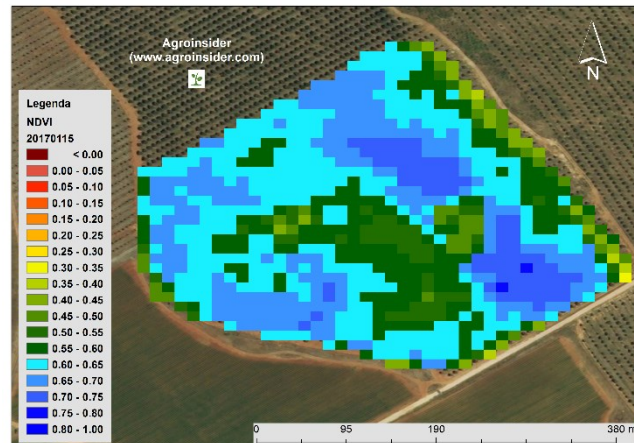 Agroinsider
(www.agroinsider.com)
N
Legenda
NDVI
20170115
< 0.00
0.00 - 0.05
0.05 - 0.10
0.10 - 0.15
0.15 - 0.20
0.20 - 0.25
0.25 - 0.30
0.30 - 0.35
0.35 - 0.40
0.40 - 0.45
0.45 - 0.50
0.50 - 0.55
0.55 - 0.60
0.60 - 0.65
0.65 - 0.70
0.70 - 0.75
0.75 - 0.80
0.80 - 1.00
0 95 190 380 m